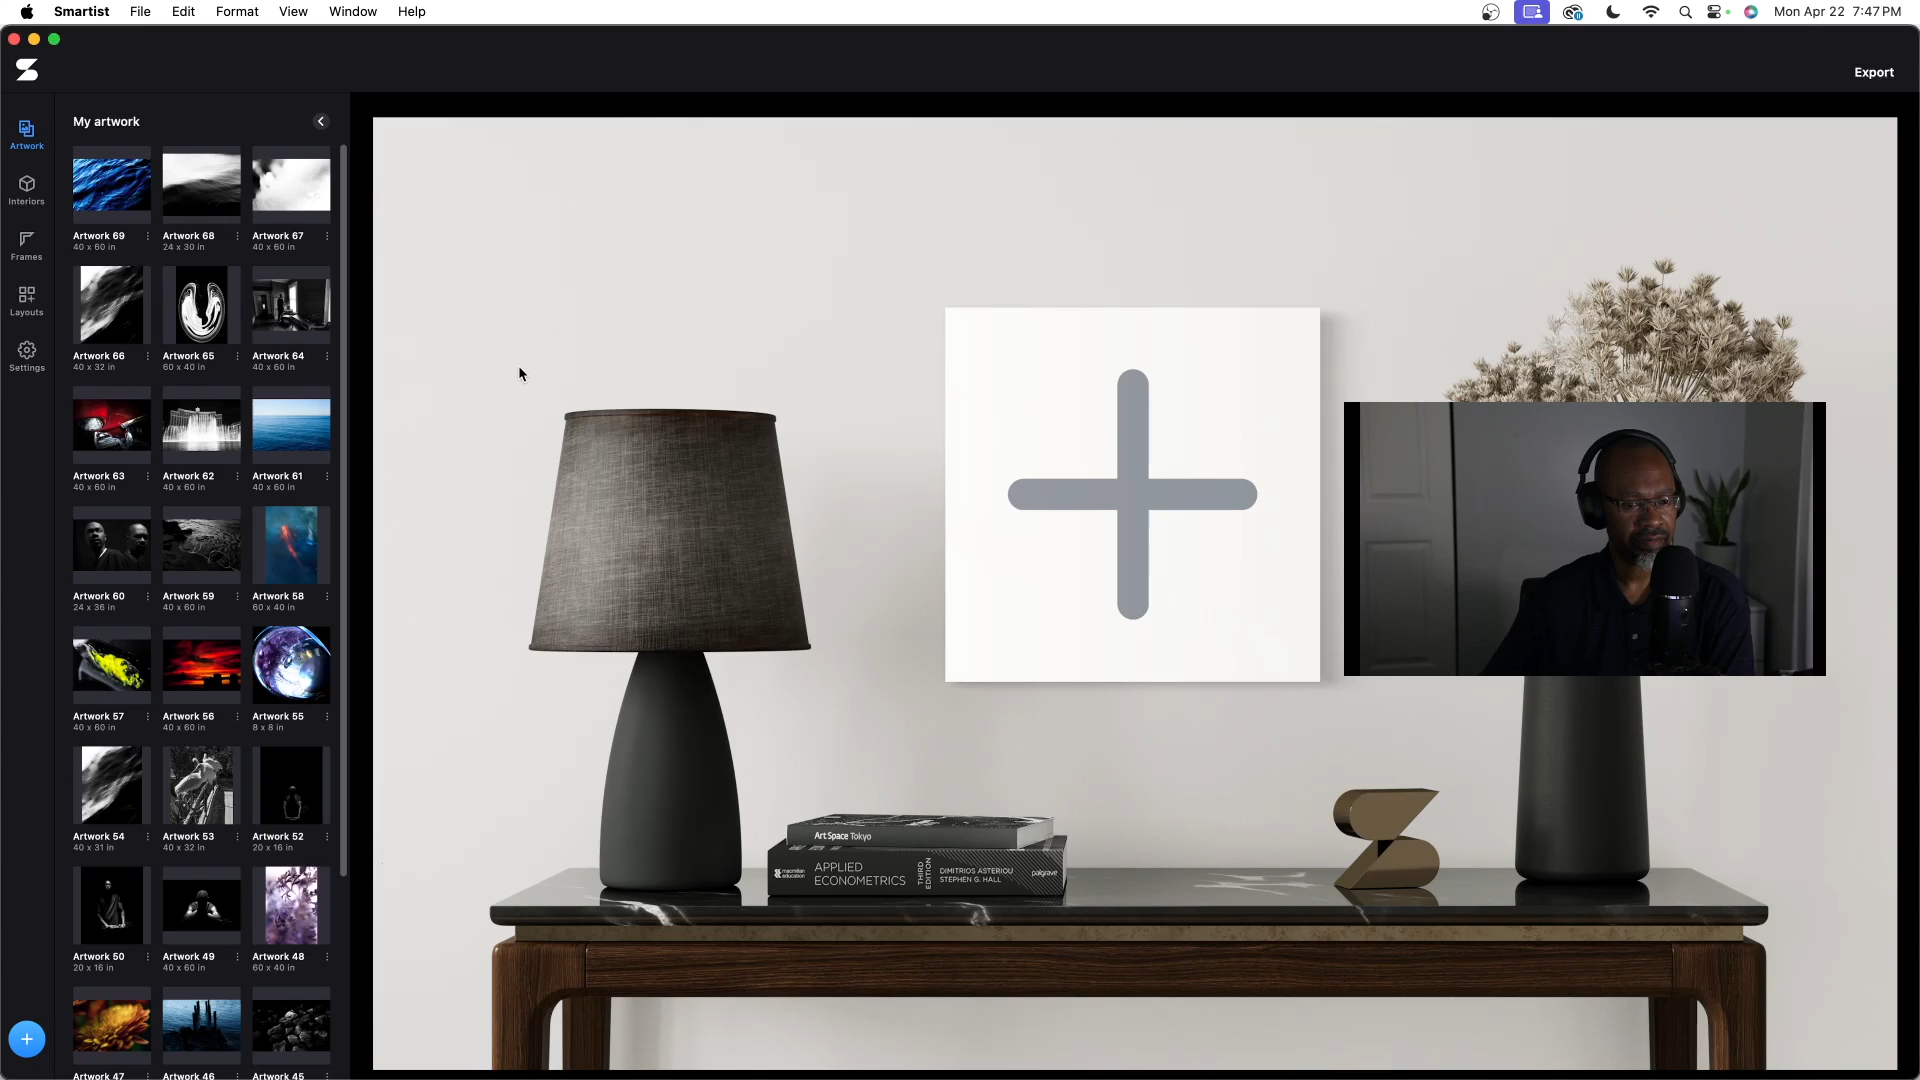 Smartist File Edit Format View Window Help
Mon Apr 22 7:47 PM
Export
My artwork
Artwork
Interiors
Frames
Layouts
Settings
Artwork 69 Artwork 68 Artwork 67
40 x 60 in 24 x 30 in 40 x 60 in
Artwork 66 Artwork 65 Artwork 64
40 x 32 in 60 x 40 in 40 x 60 in
Artwork 63 Artwork 62 Artwork 61
40 x 60 in 40 x 60 in 40 x 60 in
Artwork 60 Artwork 59 Artwork 58
24 x 36 in 40 x 60 in 60 x 40 in
Artwork 57 Artwork 56 Artwork 55
40 x 60 in 40 x 60 in 8 x 8 in
Artwork 54 Artwork 53 Artwork 52
40 x 31 in 40 x 32 in 20 x 16 in
Artwork 50 Artwork 49 Artwork 48
20 x 16 in 40 x 60 in 60 x 40 in
Artwork 47 Artwork 46 Artwork 45
Art Space Tokyo
macmillan
education
APPLIED
ECONOMETRICS
THIRD
EDITION
DIMITRIOS ASTERIOU
STEPHEN G. HALL
palgrave